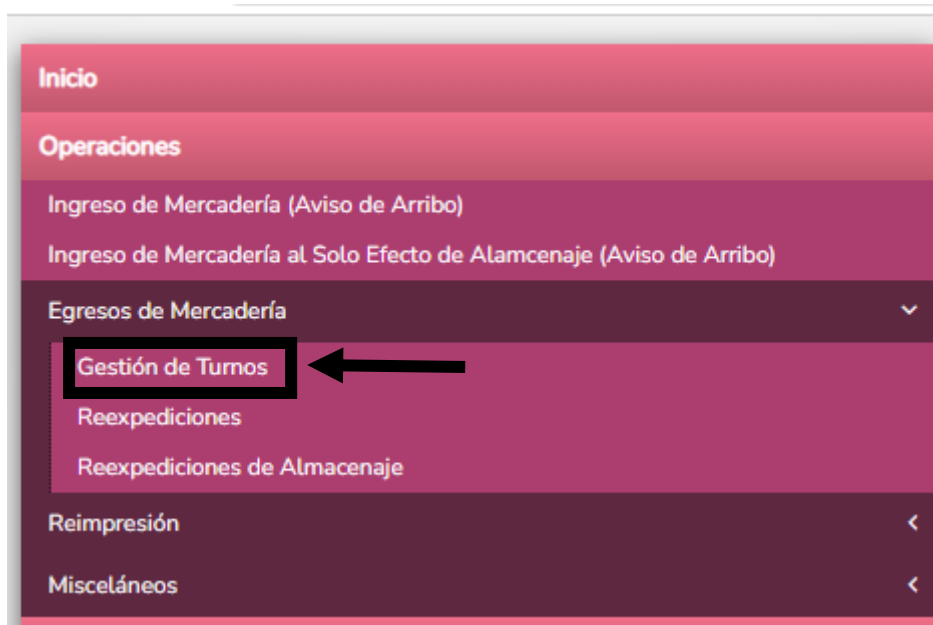 Inicio
Operaciones
Ingreso de Mercadería (Aviso de Arribo)
Ingreso de Mercadería al Solo Efecto de Alamcenaje (Aviso de Arribo)
Egresos de Mercadería
Gestión de Turnos
Reexpediciones
Reexpediciones de Almacenaje
Reimpresión
Misceláneos